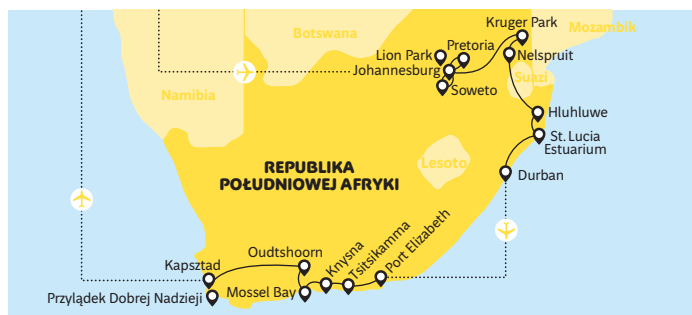 Kruger Park
Mozambik
Botswana
Pretoria
Lion Park
Nelspruit
Johannesburg
Suazi
Soweto
Namibia
Hluhluwe
St. Lucia
Estuarium
Lesoto
REPUBLIKA
POŁUDNIOWEJ AFRYKI
Durban
Port Elizabeth
Tsitsikamma
Knysna
Oudtshoorn
Kapsztad
Mossel Bay
Przylądek Dobrej Nadzieji